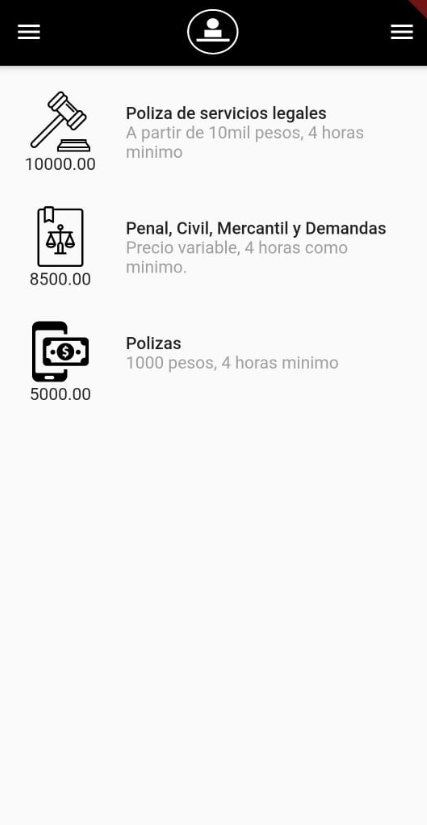 Poliza de servicios legales
A partir de 10mil pesos, 4 horas
minimo
10000.00
Penal, Civil, Mercantil y Demandas
Precio variable, 4 horas como
minimo.
8500.00
Polizas
1000 pesos, 4 horas minimo
5000.00